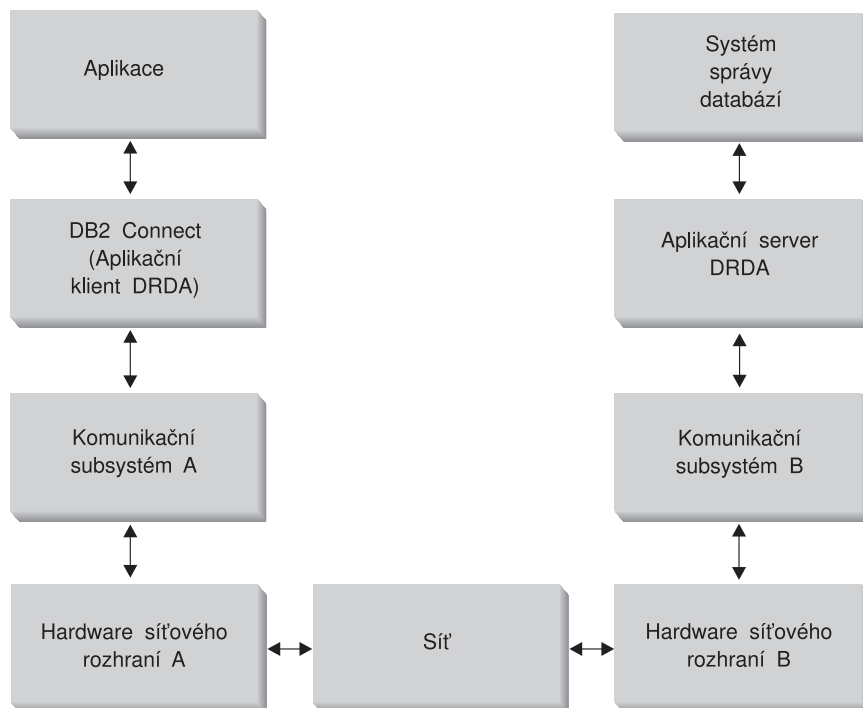 Aplikace
Systém
správy
databází
DB2 Connect
(Aplikační
klient DRDA)
Aplikační server
DRDA
Komunikační
subsystém A
Komunikační
subsystém B
Hardware síťového
rozhraní A
Síť
Hardware síťového
rozhraní B